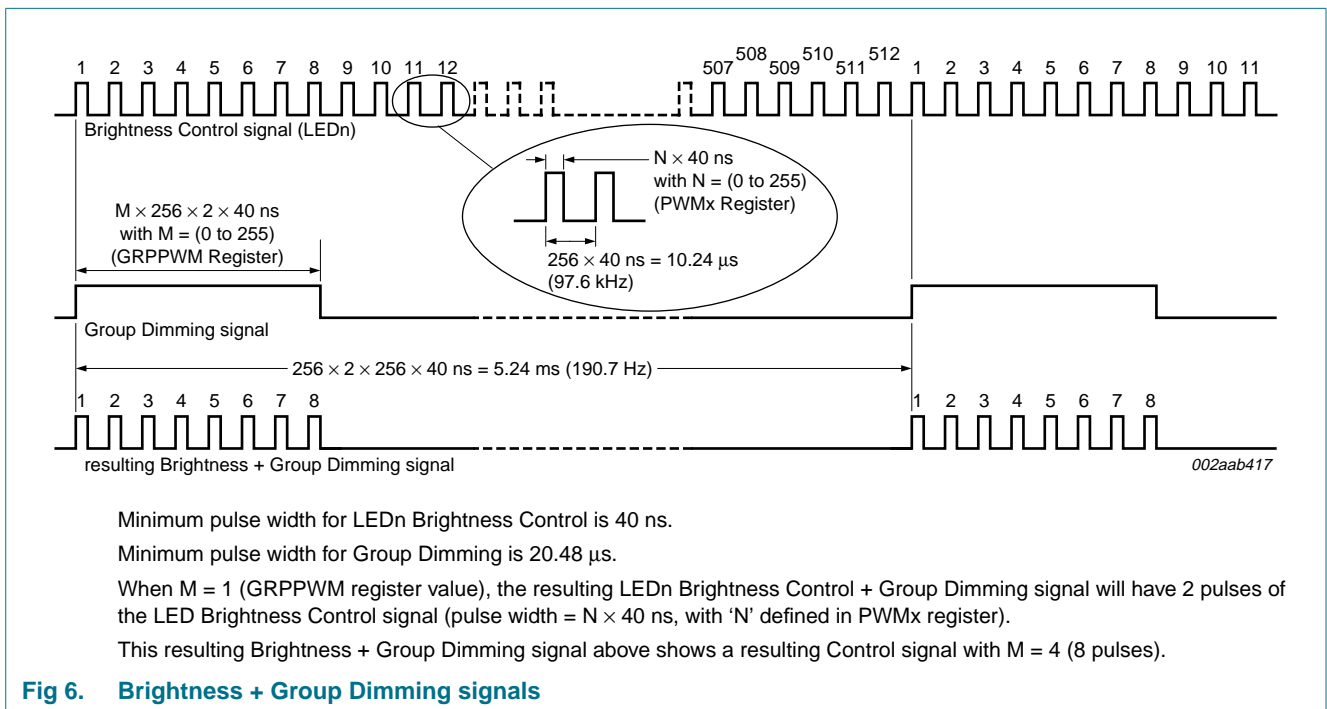 1 2 3 4 5 6 7 8 9 10 11 12 507 508 509 510 511 512 1 2 3 4 5 6 7 8 9 10 11
Brightness Control signal (LEDn)
N × 40 ns
with N = (0 to 255)
(PWMx Register)
M × 256 × 2 × 40 ns
with M = (0 to 255)
(GRPPWM Register)
256 × 40 ns = 10.24 μs
(97.6 kHz)
Group Dimming signal
256 × 2 × 256 × 40 ns = 5.24 ms (190.7 Hz)
1 2 3 4 5 6 7 8 1 2 3 4 5 6 7 8
resulting Brightness + Group Dimming signal
002aab417
Minimum pulse width for LEDn Brightness Control is 40 ns.
Minimum pulse width for Group Dimming is 20.48 μs.
When M = 1 (GRPPWM register value), the resulting LEDn Brightness Control + Group Dimming signal will have 2 pulses of
the LED Brightness Control signal (pulse width = N × 40 ns, with ‘N’ defined in PWMx register).
This resulting Brightness + Group Dimming signal above shows a resulting Control signal with M = 4 (8 pulses).
Fig 6. Brightness + Group Dimming signals